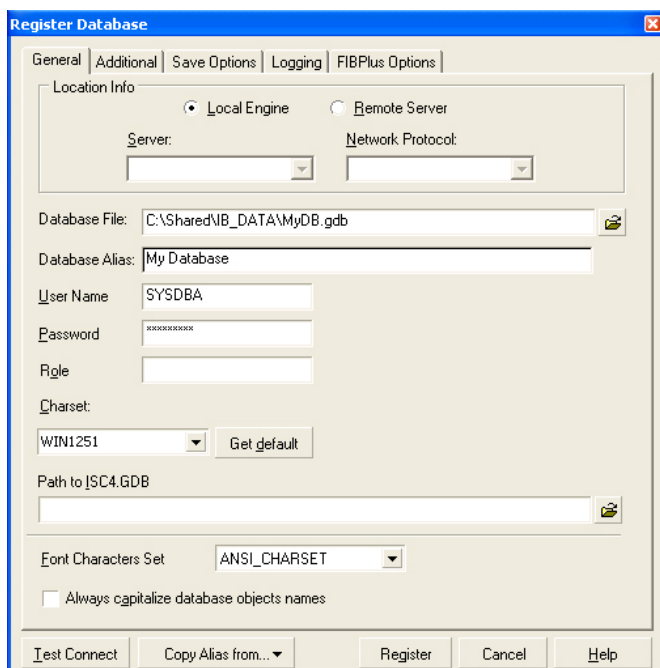 Register Database
General Additional Save Options Logging FIBPlus Options
Location Info
Local Engine Remote Server
Server: Network Protocol:
Database File: C:\Shared\IB_DATA\MyDB.gdb
Database Alias: My Database
User Name SYSDBA
Password *********
Role
Charset:
WIN1251 Get default
Path to ISC4.GDB
Font Characters Set ANSI_CHARSET
Always capitalize database objects names
Test Connect Copy Alias from... Register Cancel Help